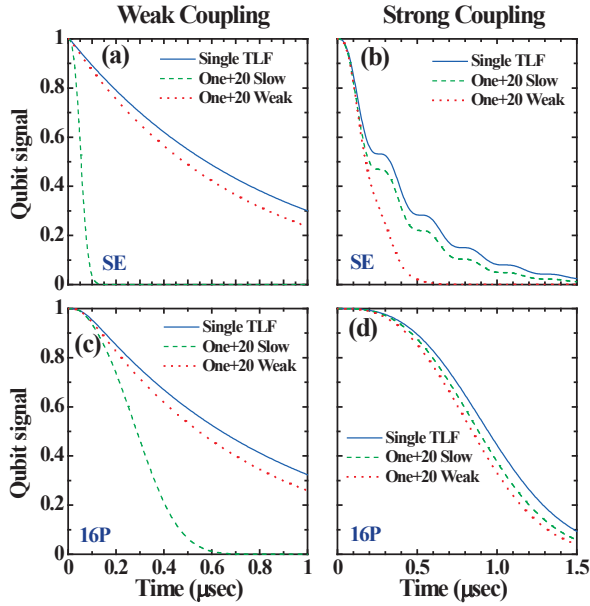 Weak Coupling
Strong Coupling
Qubit signal
1
0.8
0.6
0.4
0.2
0
(a)
Single TLF
One+20 Slow
One+20 Weak
SE
(b)
Single TLF
One+20 Slow
One+20 Weak
SE
Qubit signal
1
0.8
0.6
0.4
0.2
0
(c)
Single TLF
One+20 Slow
One+20 Weak
16P
0
0.2
0.4
0.6
0.8
1
Time (μsec)
(d)
Single TLF
One+20 Slow
One+20 Weak
16P
0
0.5
1.0
1.5
Time (μsec)